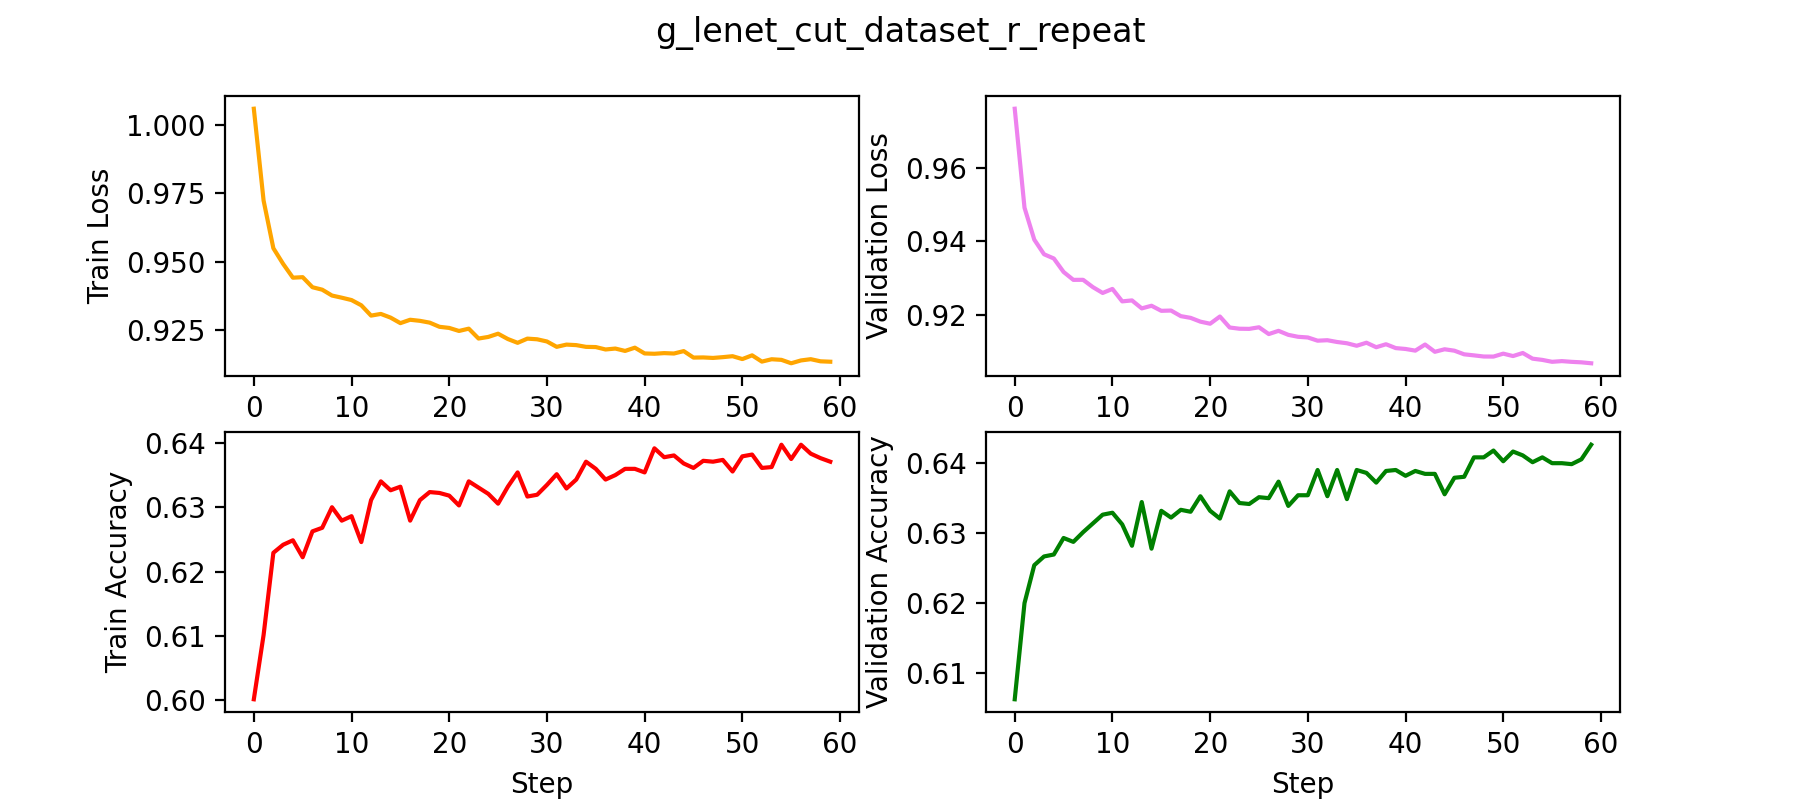 g_lenet_cut_dataset_r_repeat
Train Loss
1.000
0.975
0.950
0.925
0 10 20 30 40 50 60
Validation Loss
0.96
0.94
0.92
0 10 20 30 40 50 60
Train Accuracy
0.64
0.63
0.62
0.61
0.60
0 10 20 30 40 50 60
Step
Validation Accuracy
0.64
0.63
0.62
0.61
0 10 20 30 40 50 60
Step